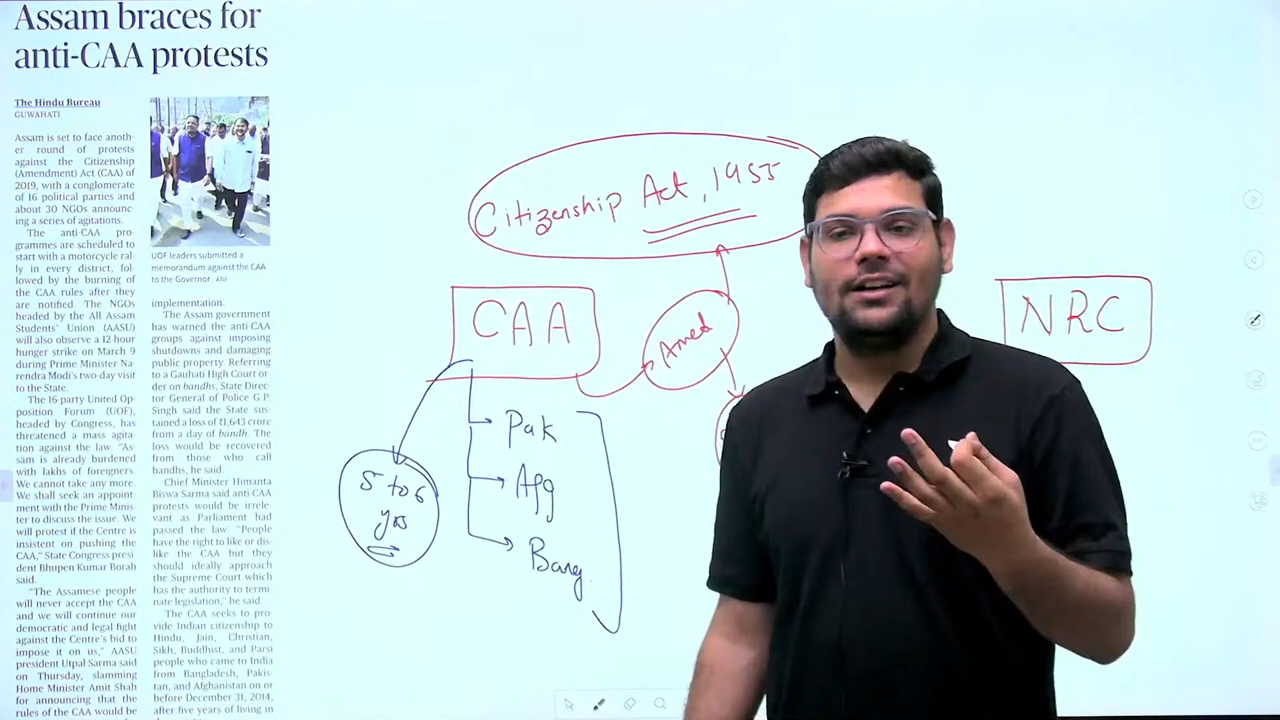 Assam braces for
anti-CAA protests
The Hindu Bureau
GUWAHATI
Assam is set to face anoth-
er round of protests
against the Citizenship
(Amendment) Act (CAA) of
2019, with a conglomerate
of 16 political parties and
about 30 NGOs announc-
ing a series of agitations.
The anti-CAA pro-
grammes are scheduled to
start with a motorcycle ral-
ly in every district, fol-
lowed by the burning of
the CAA rules after they
are notified. The NGOs
headed by the All Assam
Students' Union (AASU)
will also observe a 12-hour
hunger strike on March 9
during Prime Minister Na-
rendra Modi's two-day visit
to the State.
The 16-party United Op-
position Forum (UOF),
headed by Congress, has
threatened a mass agita-
tion against the law. "As-
sam is already burdened
with lakhs of foreigners.
We cannot take any more.
We shall seek an appoint-
ment with the Prime Minis-
ter to discuss the issue. We
will protest if the Centre is
insistent on pushing the
CAA," State Congress presi-
dent Bhupen Kumar Borah
said.
"The Assamese people
will never accept the CAA
and we will continue our
democratic and legal fight
against the Centre's bid to
impose it on us," AASU
president Utpal Sarma said
on Thursday, slamming
Home Minister Amit Shah
for announcing that the
rules of the CAA would be
UOF leaders submitted a
memorandum against the CAA
to the Governor. ANI
implementation.
The Assam government
has warned the anti-CAA
groups against imposing
shutdowns and damaging
public property. Referring
to a Gauhati High Court or-
der on bandhs, State Direc-
tor General of Police G.P.
Singh said the State sus-
tained a loss of ₹1,643 crore
from a day of bandh. The
loss would be recovered
from those who call
bandhs, he said.
Chief Minister Himanta
Biswa Sarma said anti-CAA
protests would be irrele-
vant as Parliament had
passed the law. "People
have the right to like or dis-
like the CAA but they
should ideally approach
the Supreme Court which
has the authority to termi-
nate legislation," he said.
The CAA seeks to pro-
vide Indian citizenship to
Hindu, Jain, Christian,
Sikh, Buddhist, and Parsi
people who came to India
from Bangladesh, Pakis-
tan, and Afghanistan on or
before December 31, 2014,
after five years of living in
Citizenship Act, 1955
CAA
Amed
NRC
Pak
Afg
Bang
5 to 6
yrs